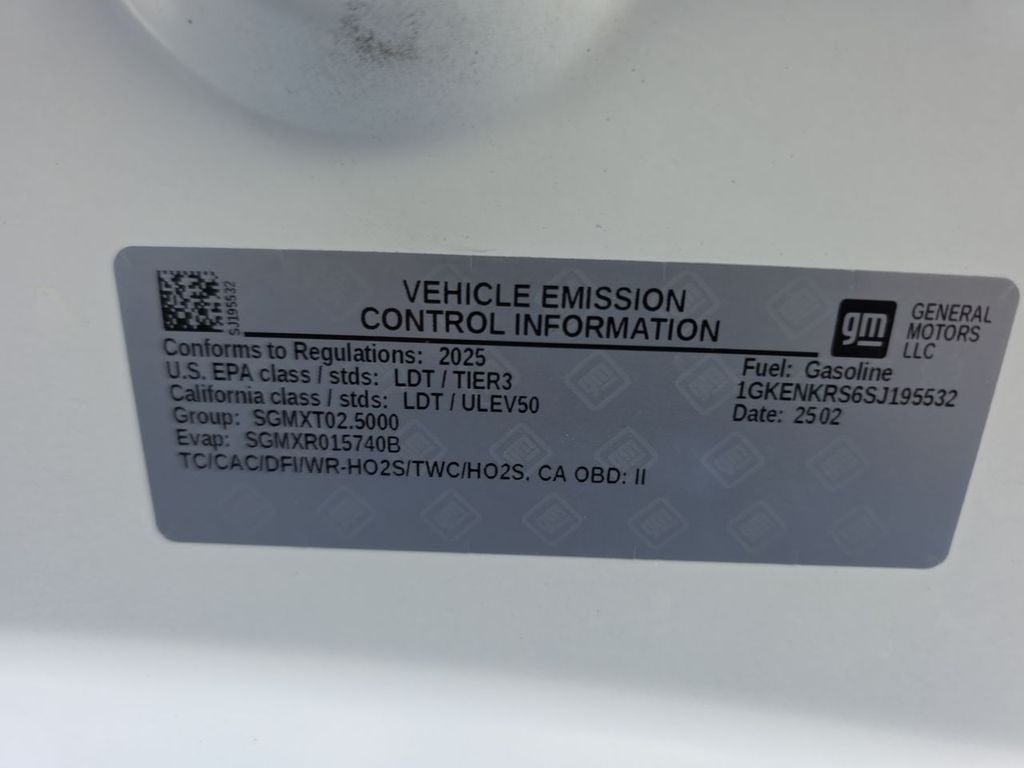 SJ195532
VEHICLE EMISSION
CONTROL INFORMATION
gm
GENERAL
MOTORS
LLC
Conforms to Regulations: 2025
U.S. EPA class / stds: LDT / TIER3
California class / stds: LDT / ULEV50
Group: SGMXT02.5000
Evap: SGMXR015740B
TC/CAC/DFI/WR-HO2S/TWC/HO2S, CA OBD: II
Fuel: Gasoline
1GKENKRS6SJ195532
Date: 2502